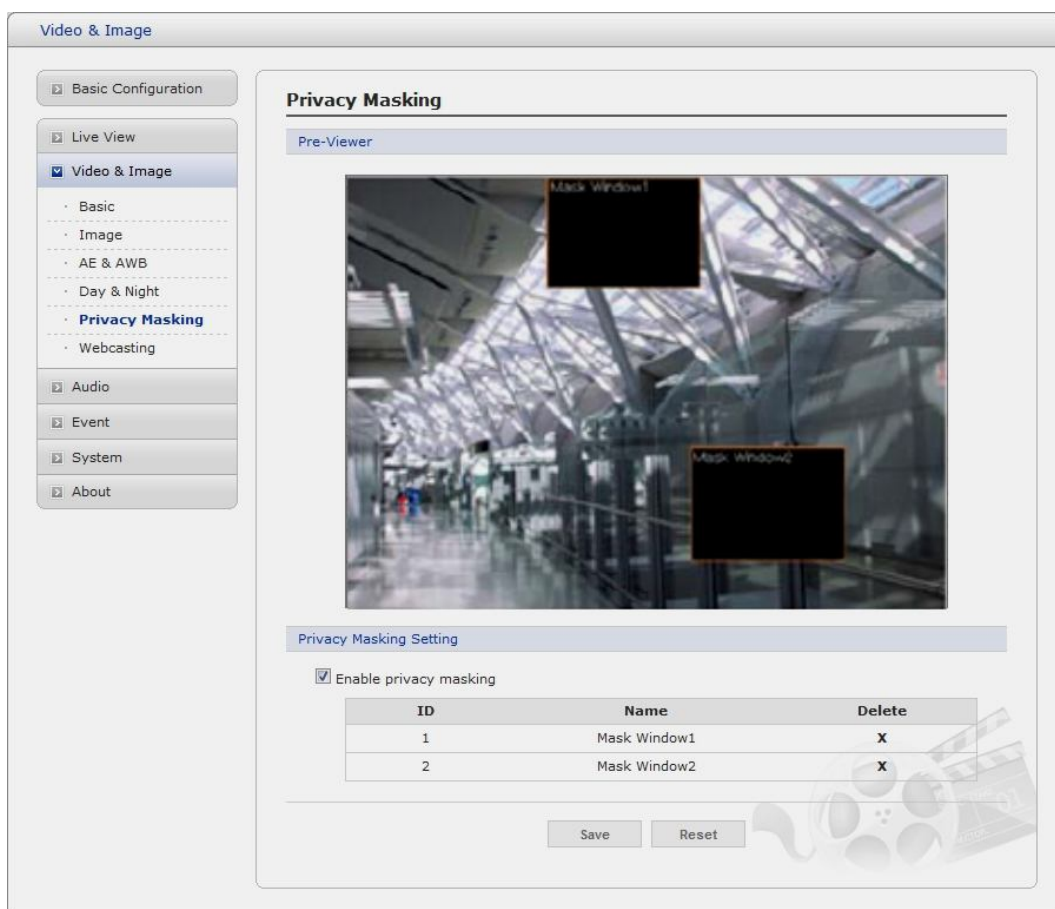 Video & Image
Basic Configuration
Live View
Video & Image
Basic
Image
AE & AWB
Day & Night
Privacy Masking
Webcasting
Audio
Event
System
About
Privacy Masking
Pre-Viewer
Mask Window1
Mask Window2
Privacy Masking Setting
Enable privacy masking
ID Name Delete
1 Mask Window1 X
2 Mask Window2 X
01
Save Reset